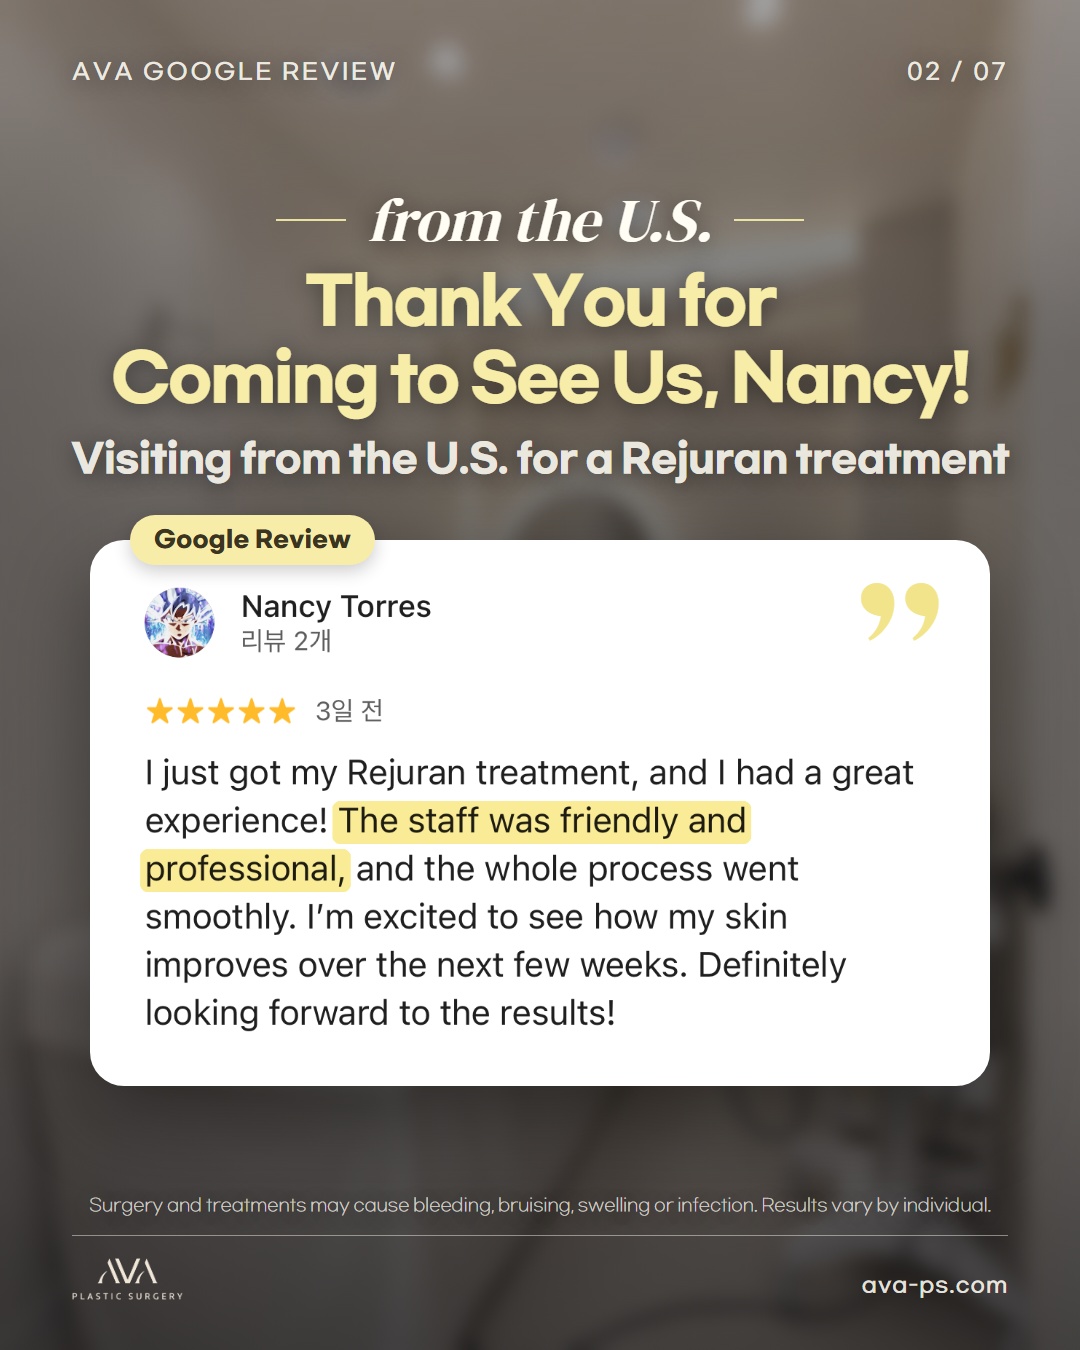 AVA GOOGLE REVIEW
02 / 07
from the U.S.
Thank You for
Coming to See Us, Nancy!
Visiting from the U.S. for a Rejuran treatment
Google Review
Nancy Torres
리뷰 2개
3일 전
I just got my Rejuran treatment, and I had a great
experience! The staff was friendly and
professional, and the whole process went
smoothly. I’m excited to see how my skin
improves over the next few weeks. Definitely
looking forward to the results!
Surgery and treatments may cause bleeding, bruising, swelling or infection. Results vary by individual.
AVA
PLASTIC SURGERY
ava-ps.com